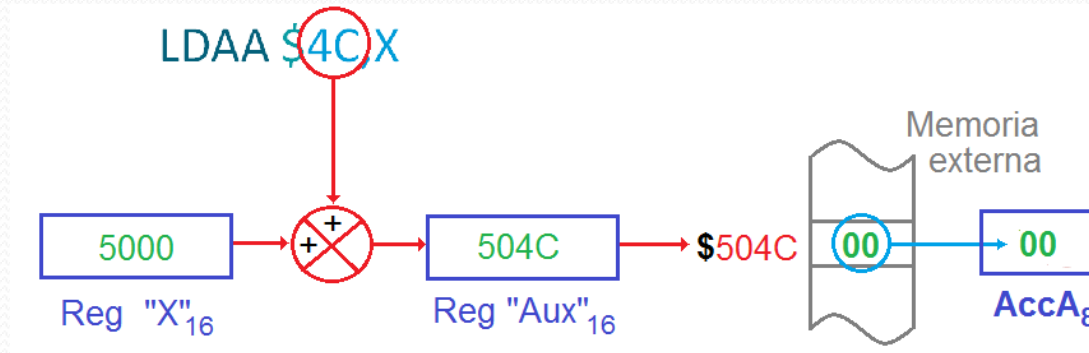 LDAA $4C,X
Memoria
externa
+
+
5000
504C
$504C
00
00
Reg "X"16
Reg "Aux"16
AccA8